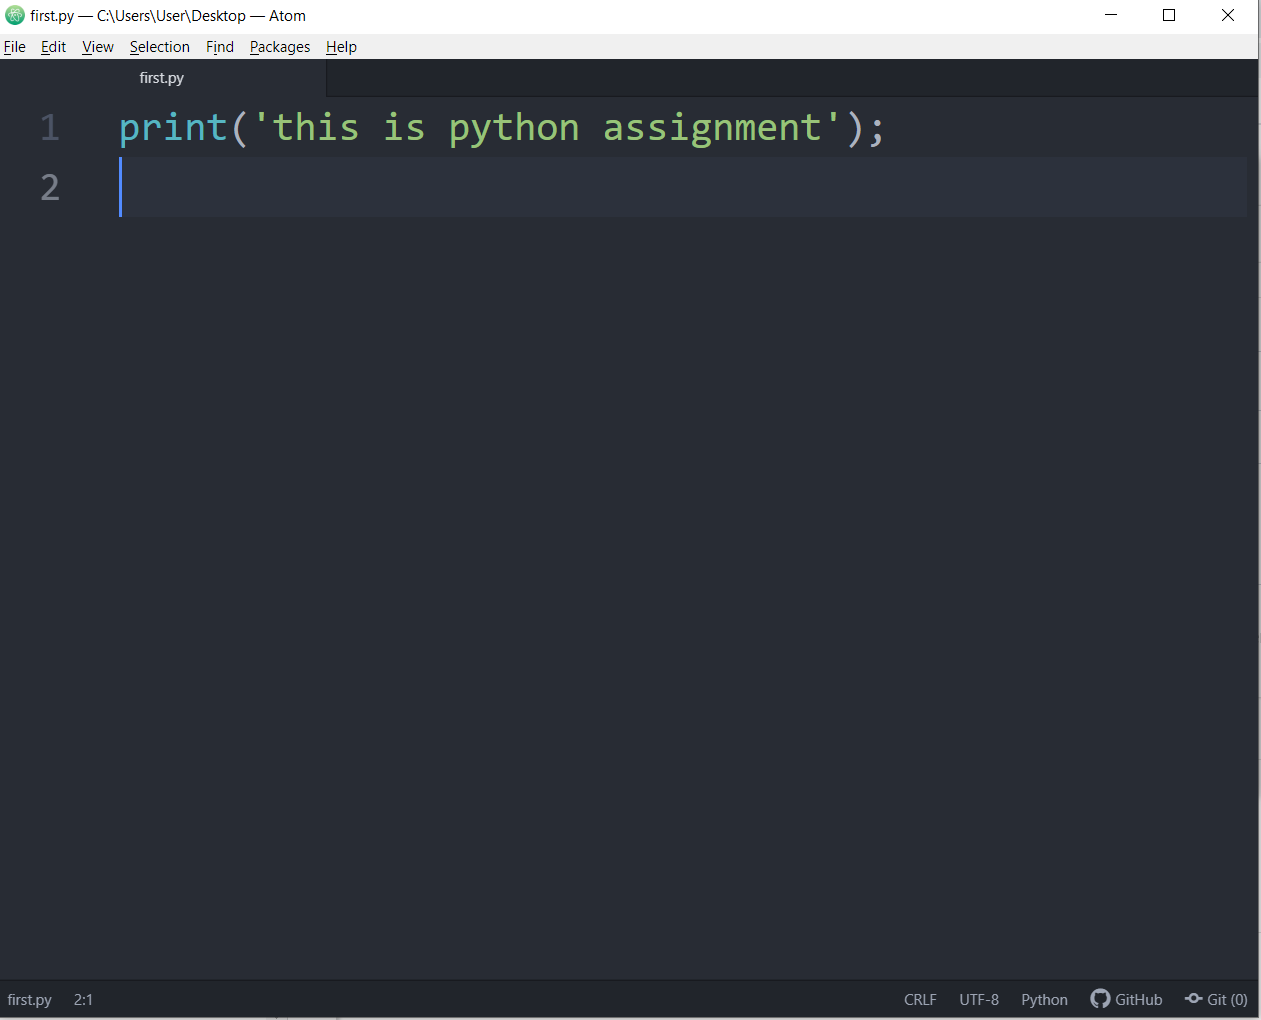 first.py — C:\Users\User\Desktop — Atom
File Edit View Selection Find Packages Help
first.py
1 print('this is python assignment');
2
first.py 2:1 CRLF UTF-8 Python GitHub Git (0)